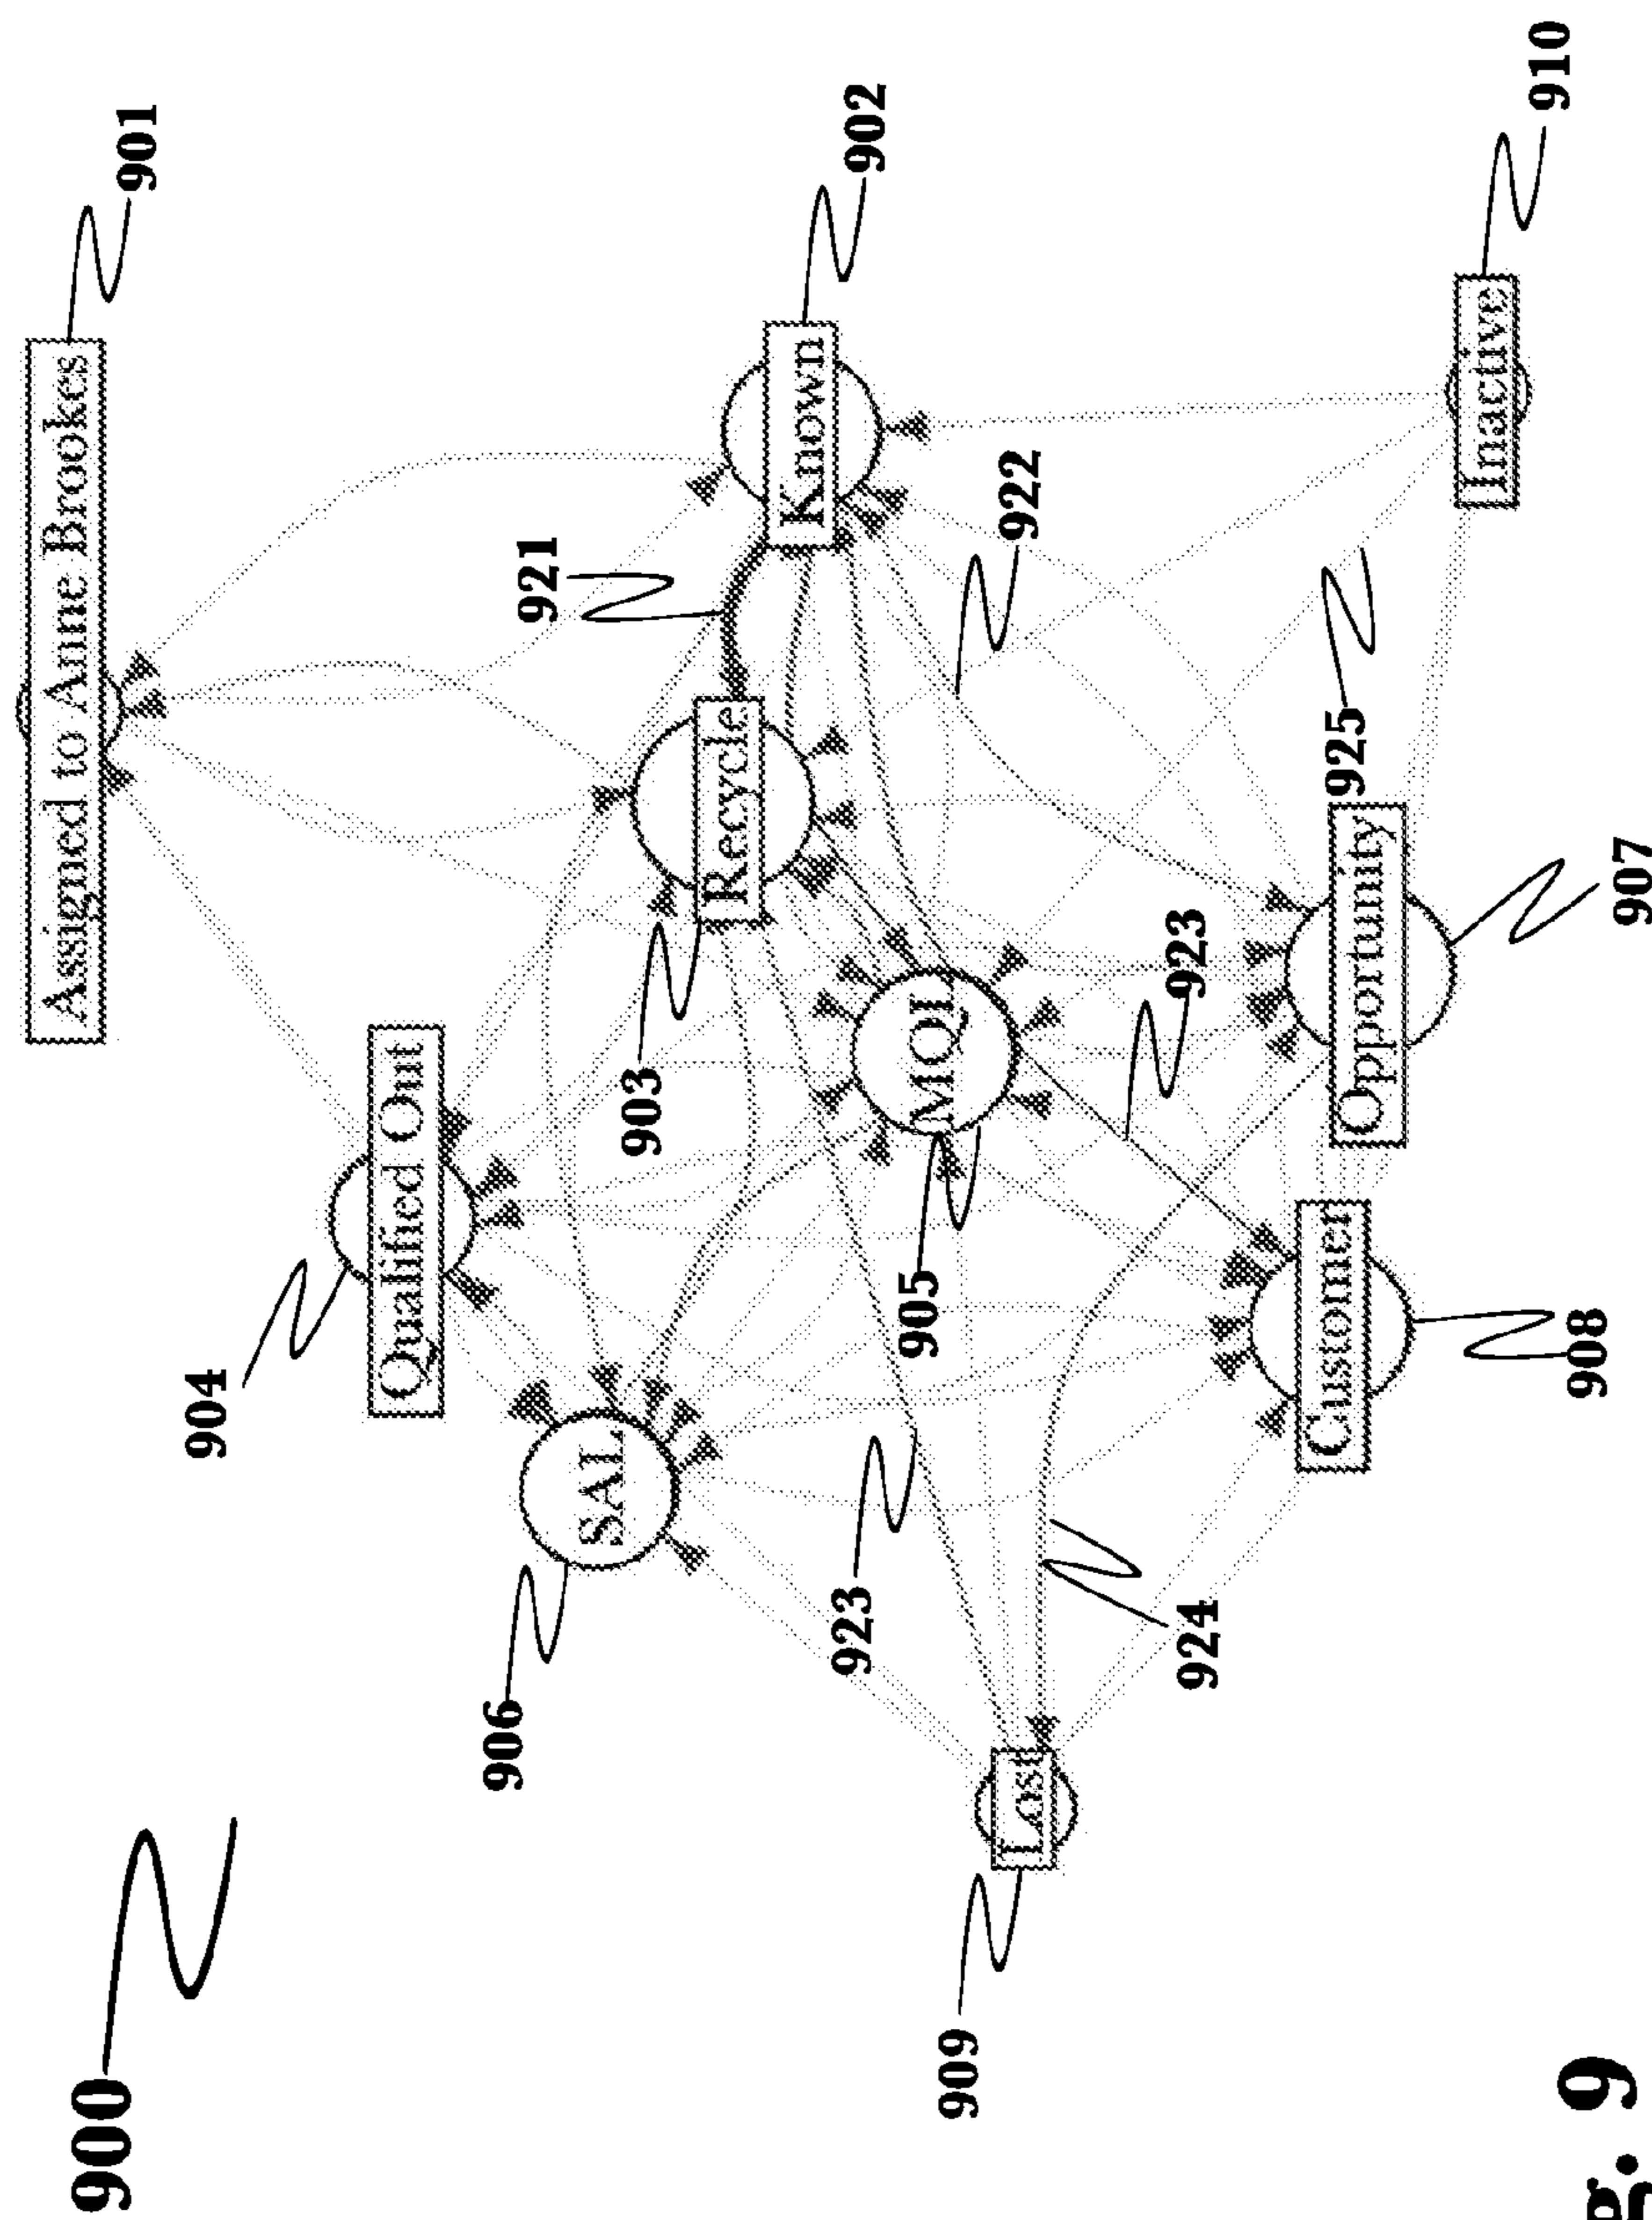 900
Assigned to Anne Brookes
901
904
Qualified Out
906
SAL
921
903
Recycle
Known
902
923
905
MQL
922
909
Lost
924
923
925
908
Customer
Opportunity
907
Inactive
910
g. 9